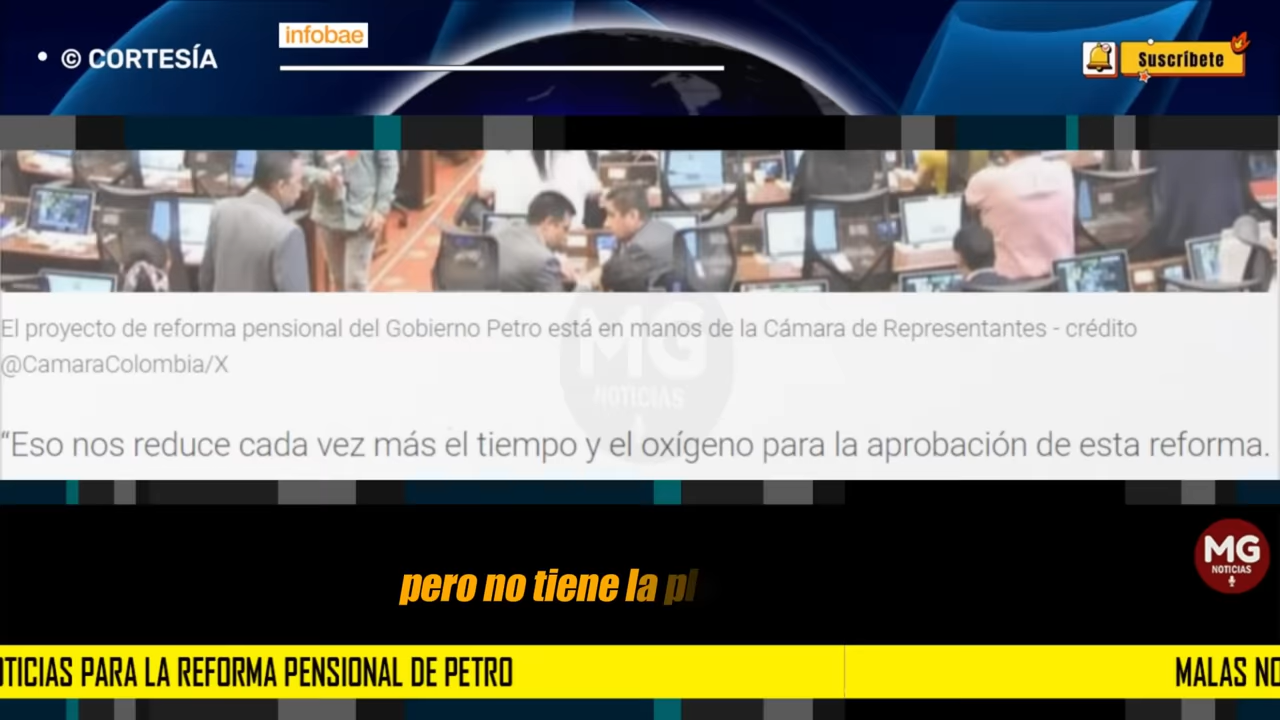 infobae
© CORTESÍA
Suscríbete
El proyecto de reforma pensional del Gobierno Petro está en manos de la Cámara de Representantes - crédito
@CamaraColombia/X
MG
NOTICIAS
“Eso nos reduce cada vez más el tiempo y el oxígeno para la aprobación de esta reforma.
MG
NOTICIAS
pero no tiene la
PARA LA REFORMA PENSIONAL DE PETRO
MALAS